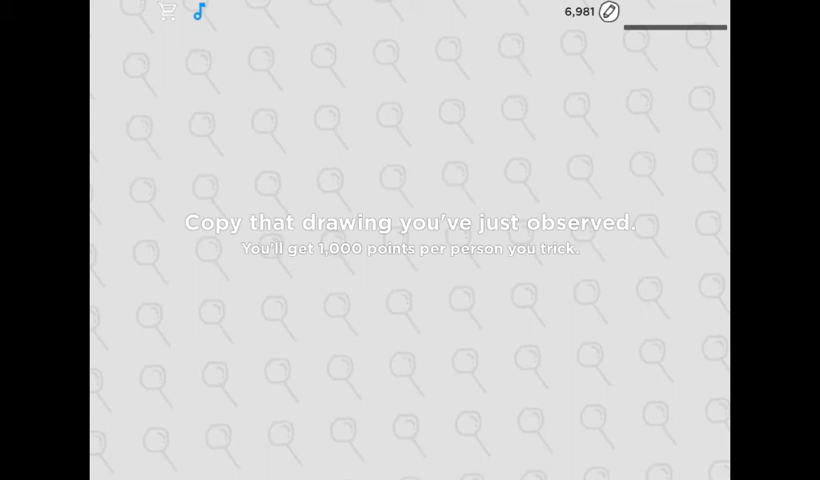 6,981
Copy that drawing you've just observed.
You'll get 1,000 points per person you trick.